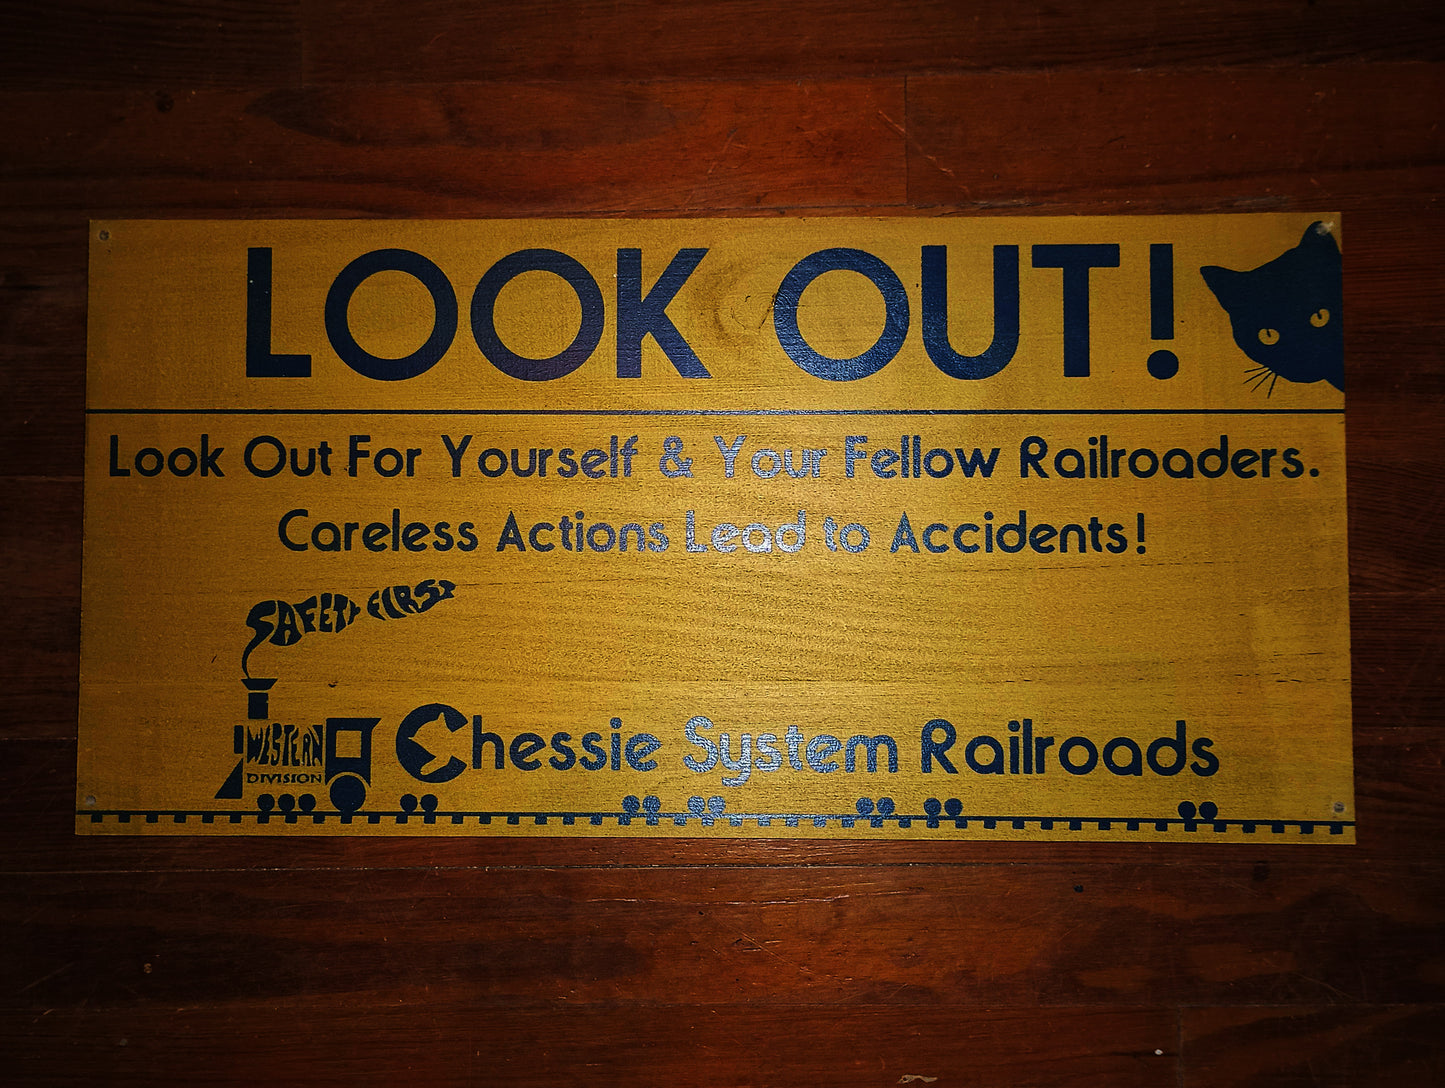 LOOK OUT!
Look Out For Yourself & Your Fellow Railroaders.
Careless Actions Lead to Accidents!
SAFETY FIRST
WESTERN
DIVISION
Chessie System Railroads